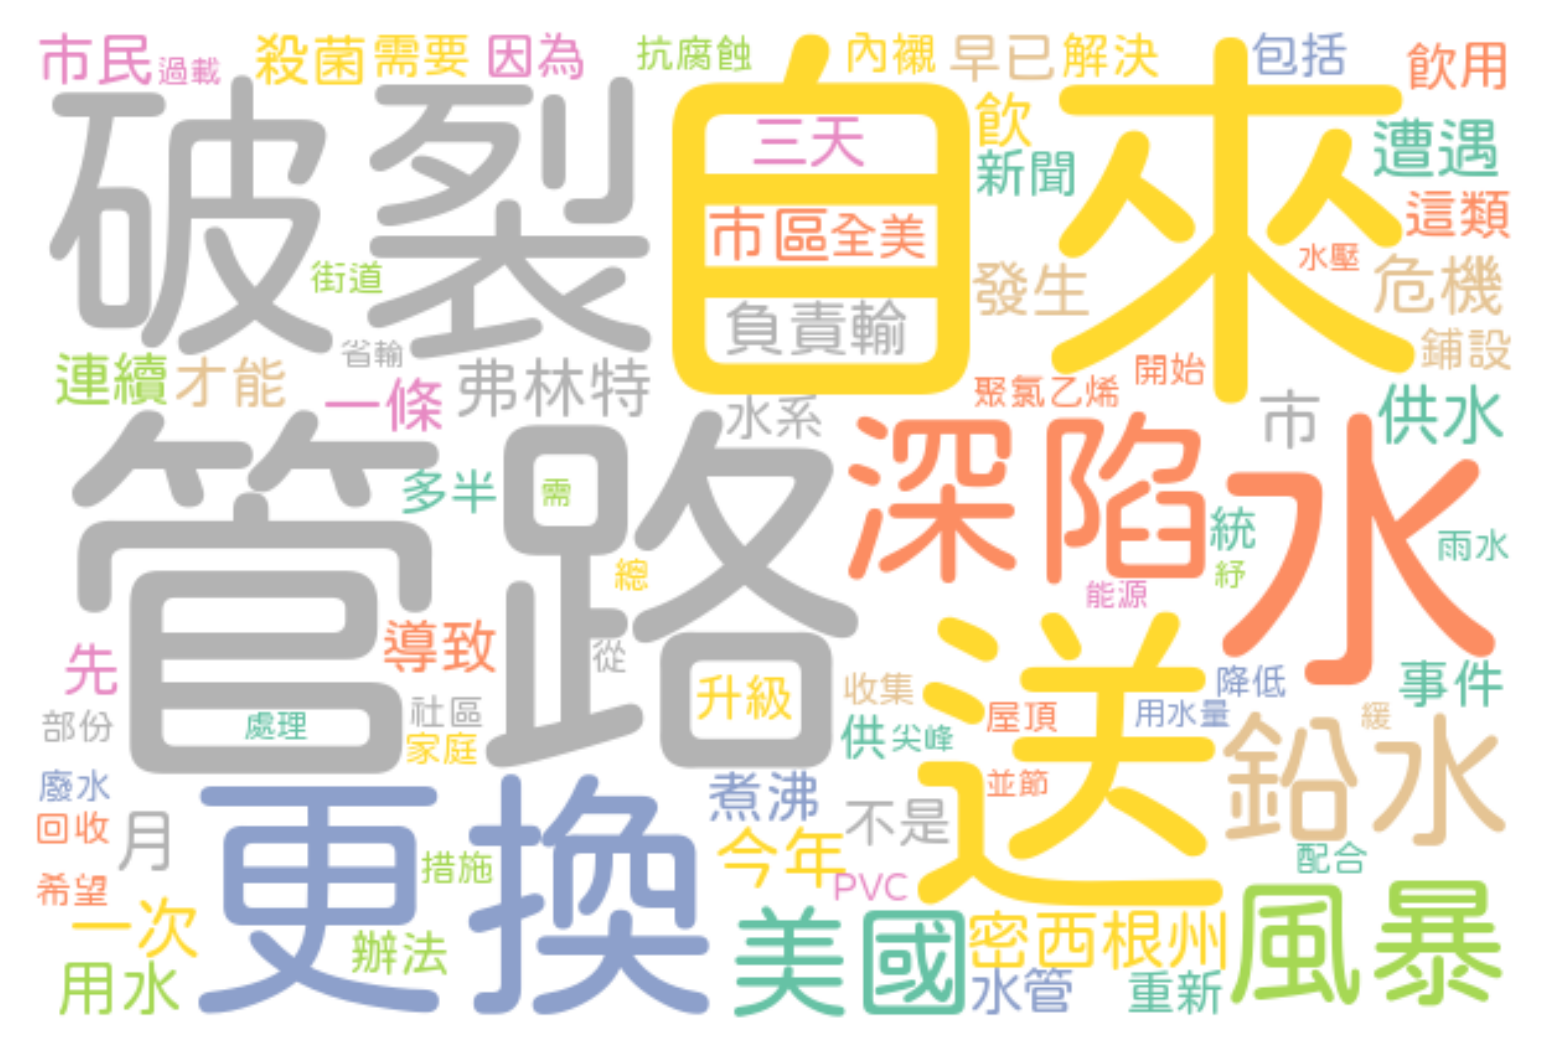 市民 過載 殺菌 需要 因為 抗腐蝕 內襯 早已 解決 包括 飲用
破裂 自來 三天 飲 新聞 遭遇
市區 全美 這類
街道 發生 水壓 危機
負責輸
省輸 鋪設
連續 才能 一條 弗林特 聚氯乙烯 開始
水系 市 供水
管路 深陷 水
多半 需 統 雨水
總 能源 紓
先 導致 從 送 降低 事件
升級 收集
部份 處理 社區 屋頂 用水量 緩
家庭 供 尖峰 鉛水
廢水 更換 煮沸 並節
回收 月 不是
措施 今年 配合
希望 PVC
一次 辦法 美國 密西根州 風暴
用水 水管 重新